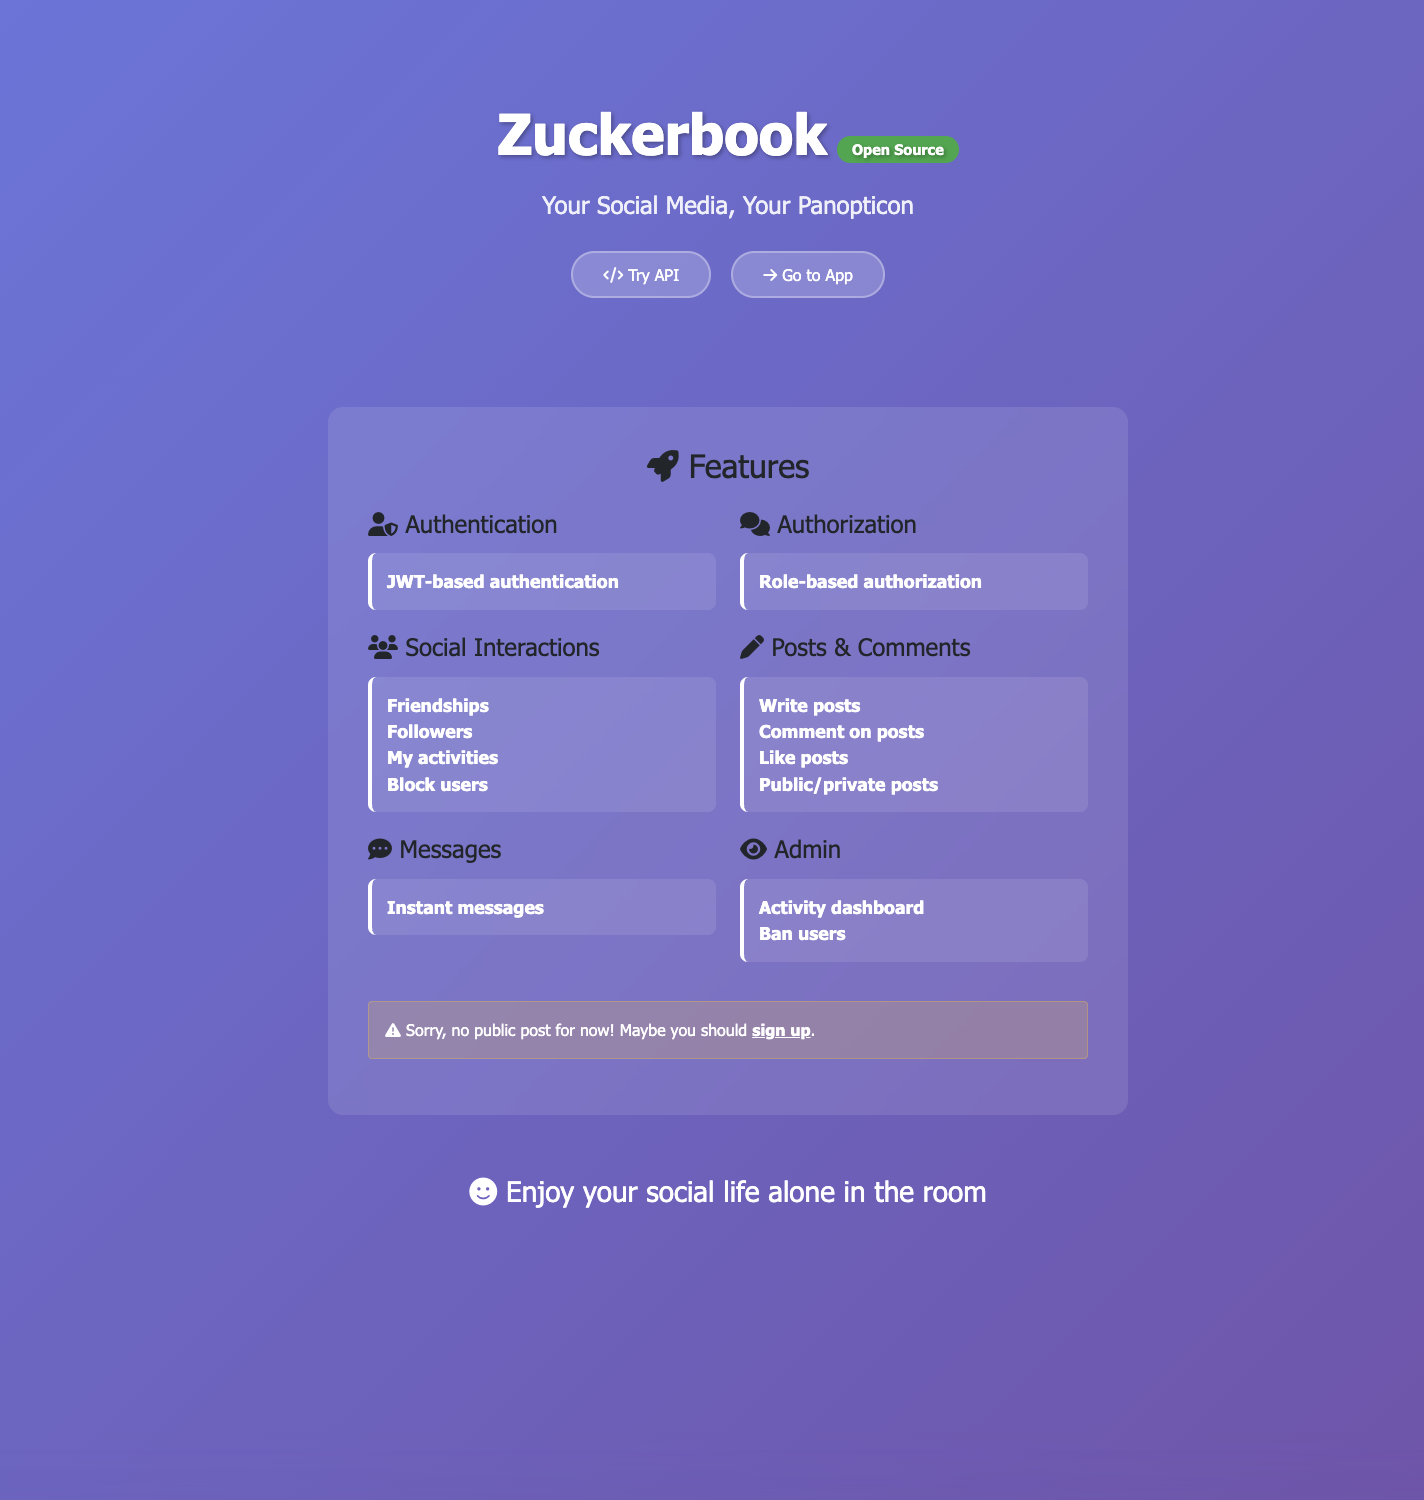 Zuckerbook Open Source
Your Social Media, Your Panopticon
Try API
Go to App
Features
Authentication
JWT-based authentication
Authorization
Role-based authorization
Social Interactions
Friendships
Followers
My activities
Block users
Posts & Comments
Write posts
Comment on posts
Like posts
Public/private posts
Messages
Instant messages
Admin
Activity dashboard
Ban users
Sorry, no public post for now! Maybe you should sign up.
Enjoy your social life alone in the room